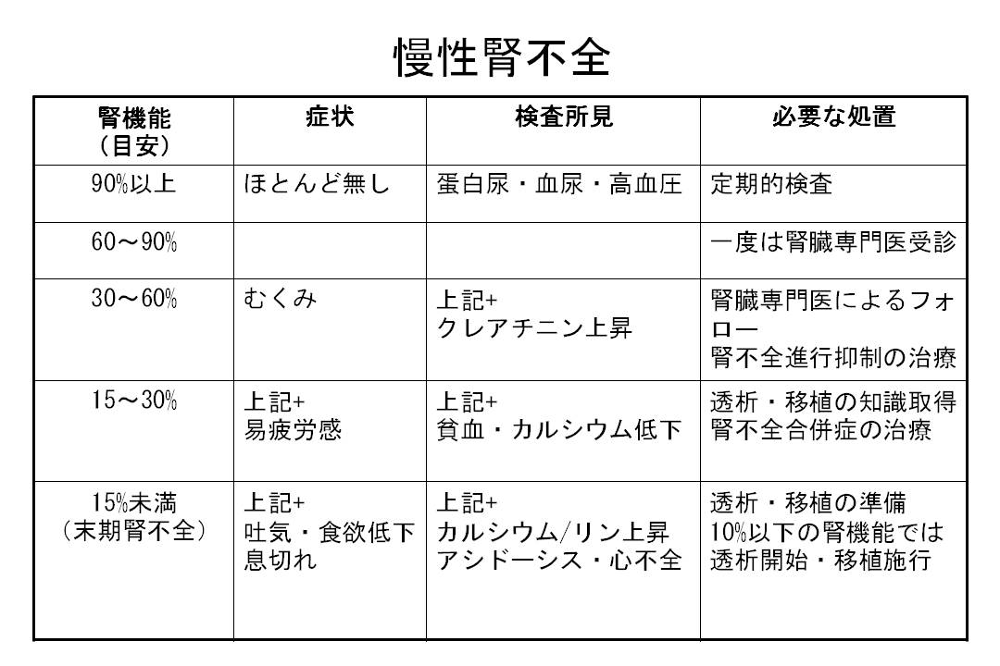 慢性腎不全
腎機能
（目安）
症状
検査所見
必要な処置
90%以上
ほとんど無し
蛋白尿・血尿・高血圧
定期的検査
60～90%
一度は腎臓専門医受診
30～60%
むくみ
上記+
クレアチニン上昇
腎臓専門医によるフォ
ロー
腎不全進行抑制の治療
15～30%
上記+
易疲労感
上記+
貧血・カルシウム低下
透析・移植の知識取得
腎不全合併症の治療
15%未満
（末期腎不全）
上記+
吐気・食欲低下
息切れ
上記+
カルシウム/リン上昇
アシドーシス・心不全
透析・移植の準備
10%以下の腎機能では
透析開始・移植施行